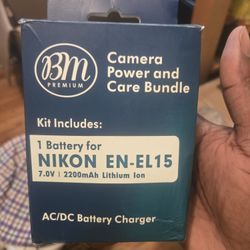 BM
PREMIUM
Camera
Power and
Care Bundle
Kit Includes:
1 Battery for
NIKON EN-EL15
7.0V | 2200mAh Lithium Ion
AC/DC Battery Charger